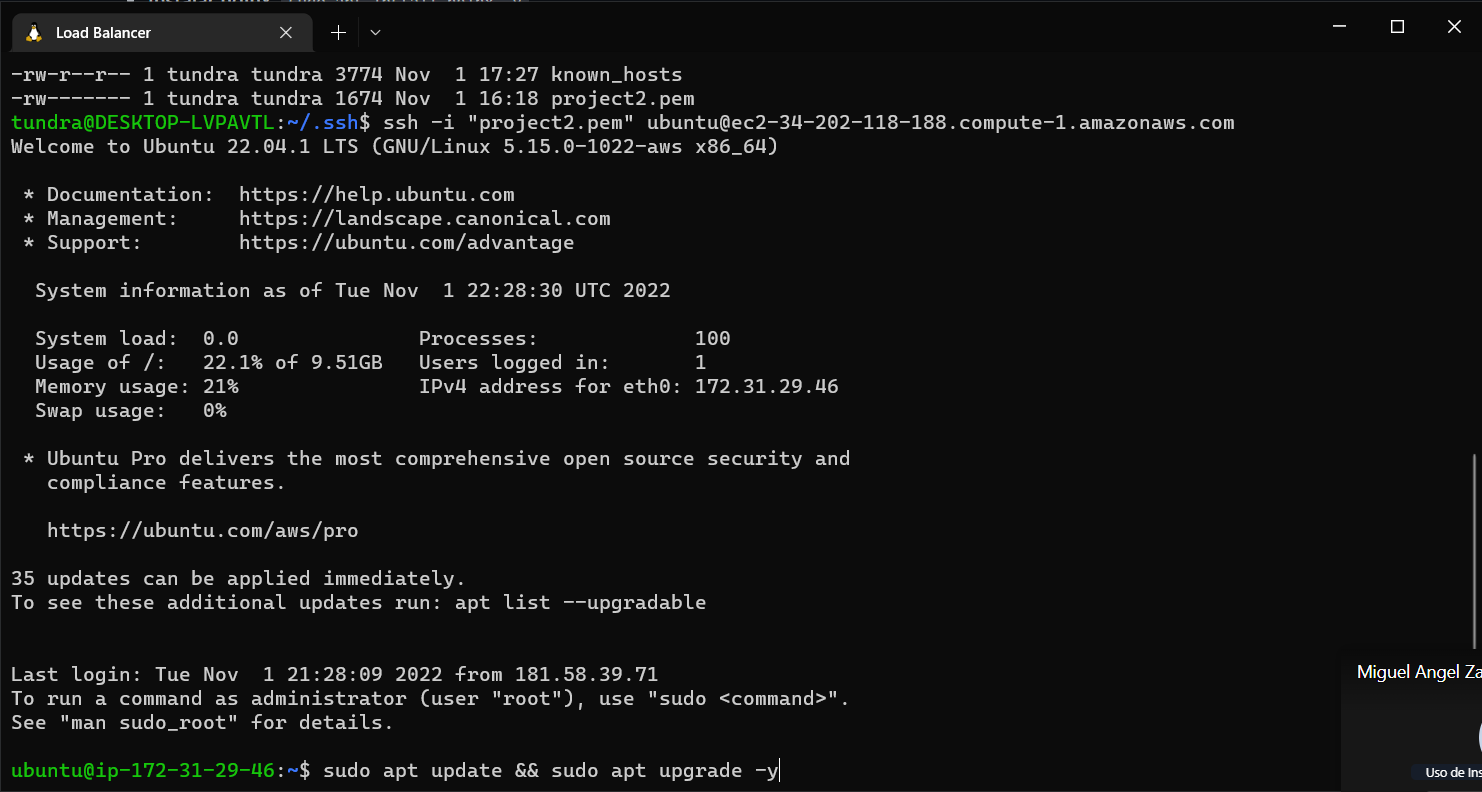 Load Balancer
-rw-r--r-- 1 tundra tundra 3774 Nov  1 17:27 known_hosts
-rw------- 1 tundra tundra 1674 Nov  1 16:18 project2.pem
tundra@DESKTOP-LVPAVTL:~/.ssh$ ssh -i "project2.pem" ubuntu@ec2-34-202-118-188.compute-1.amazonaws.com
Welcome to Ubuntu 22.04.1 LTS (GNU/Linux 5.15.0-1022-aws x86_64)
 * Documentation:  https://help.ubuntu.com
 * Management:     https://landscape.canonical.com
 * Support:        https://ubuntu.com/advantage
  System information as of Tue Nov  1 22:28:30 UTC 2022
  System load:  0.0               Processes:             100
  Usage of /:   22.1% of 9.51GB   Users logged in:       1
  Memory usage: 21%               IPv4 address for eth0: 172.31.29.46
  Swap usage:   0%
 * Ubuntu Pro delivers the most comprehensive open source security and
   compliance features.
   https://ubuntu.com/aws/pro
35 updates can be applied immediately.
To see these additional updates run: apt list --upgradable
Last login: Tue Nov  1 21:28:09 2022 from 181.58.39.71
To run a command as administrator (user "root"), use "sudo <command>".
See "man sudo_root" for details.
ubuntu@ip-172-31-29-46:~$ sudo apt update && sudo apt upgrade -y
Miguel Angel Za
Uso de Ins